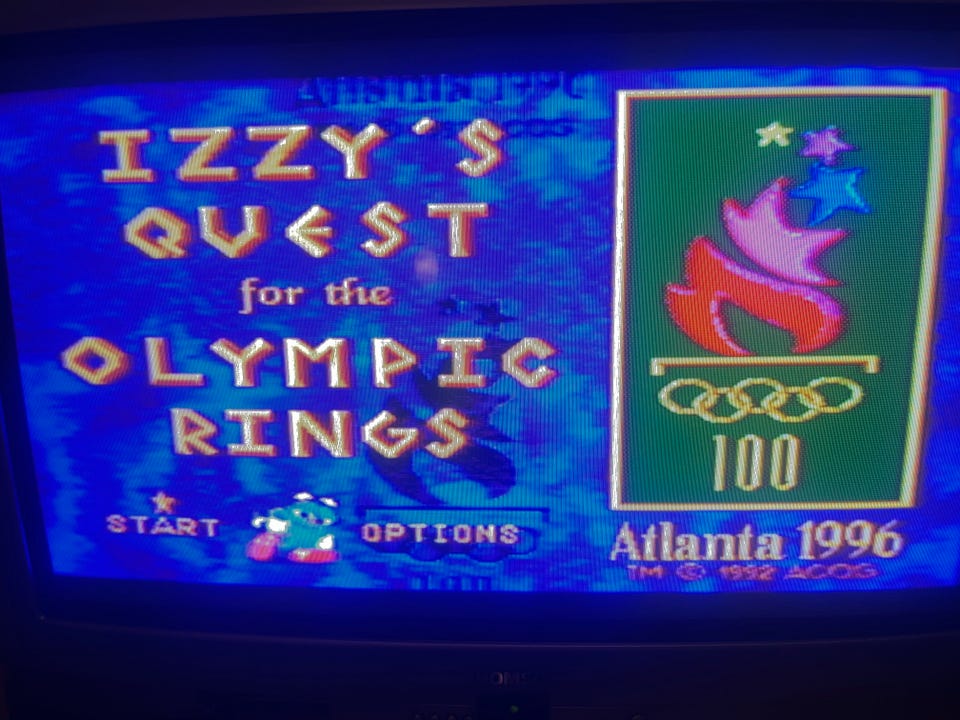 IZZY'S
QUEST
for the
OLYMPIC
RINGS
START
OPTIONS
100
Atlanta 1996
TM © 1992 ACOG